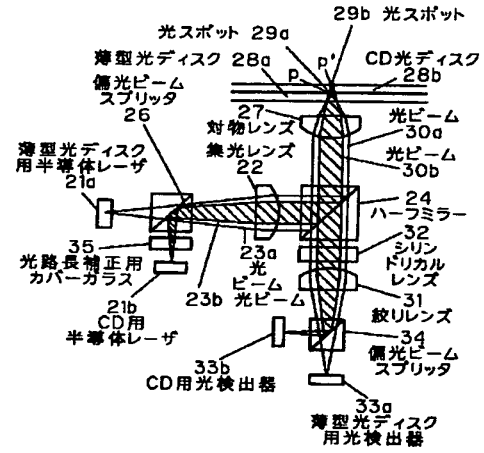 29b 光スポット
光スポット 29a
薄型光ディスク 28a
P P'
CD光ディスク 28b
偏光ビーム
スプリッタ
26
27
対物レンズ
光ビーム
30a
集光レンズ
22
光ビーム
30b
薄型光ディスク
用半導体レーザ
21a
24
ハーフミラー
32
シリン
ドリカル
レンズ
35
光路長補正用
カバーガラス
23a
光
ビーム
23b 光ビーム
21b CD用
半導体レーザ
31
絞りレンズ
34
偏光ビーム
スプリッタ
33b
CD用光検出器
33a
薄型光ディスク
用光検出器